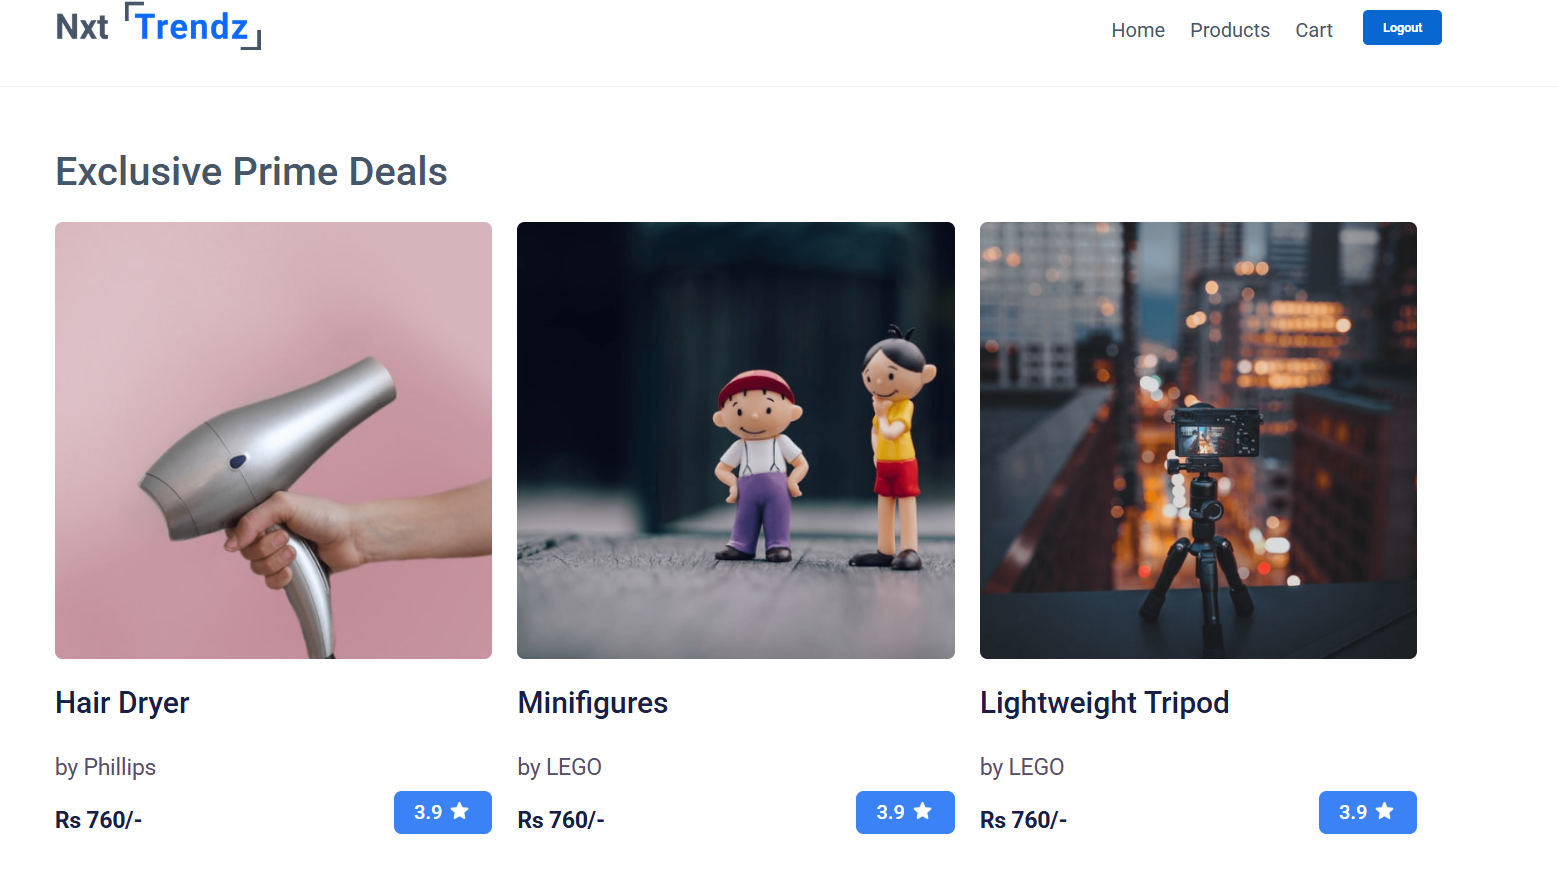 Nxt Trendz
Home Products Cart Logout
Exclusive Prime Deals
Hair Dryer
by Phillips
Rs 760/-
3.9
Minifigures
by LEGO
Rs 760/-
3.9
Lightweight Tripod
by LEGO
Rs 760/-
3.9